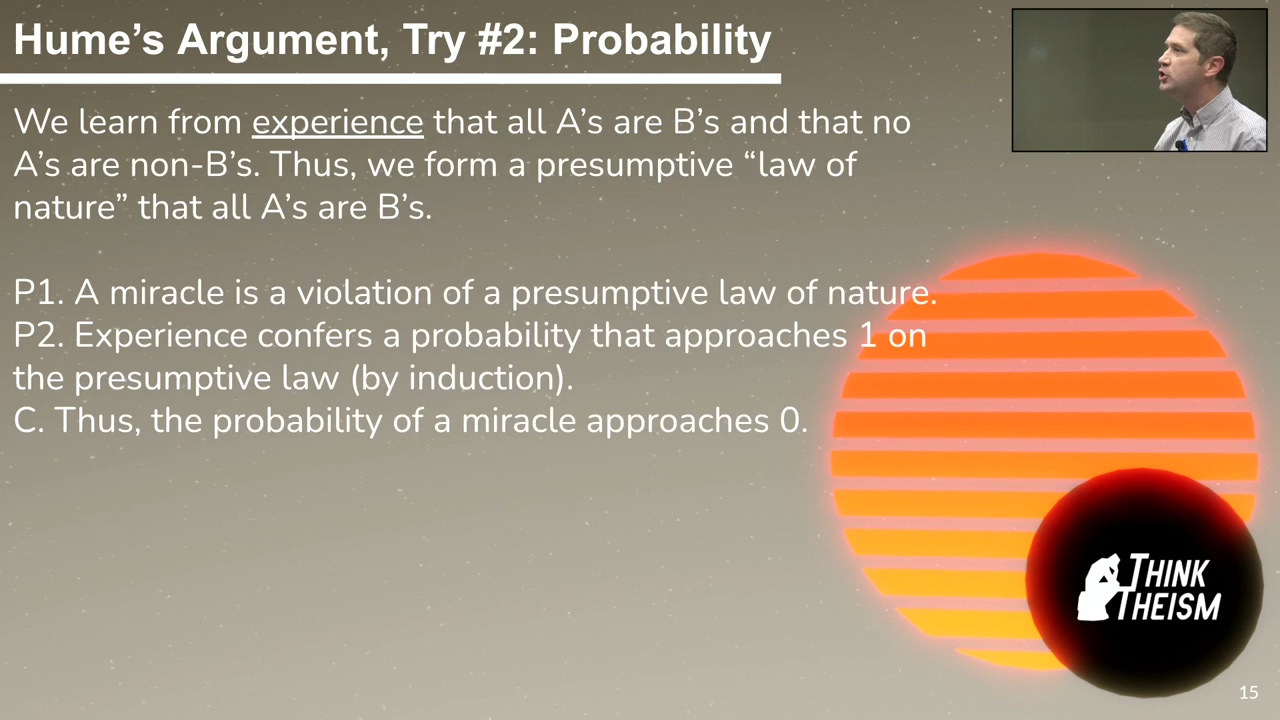 Hume’s Argument, Try #2: Probability
We learn from experience that all A’s are B’s and that no
A’s are non-B’s. Thus, we form a presumptive “law of
nature” that all A’s are B’s.
P1. A miracle is a violation of a presumptive law of nature.
P2. Experience confers a probability that approaches 1 on
the presumptive law (by induction).
C. Thus, the probability of a miracle approaches 0.
THINK
THEISM
15